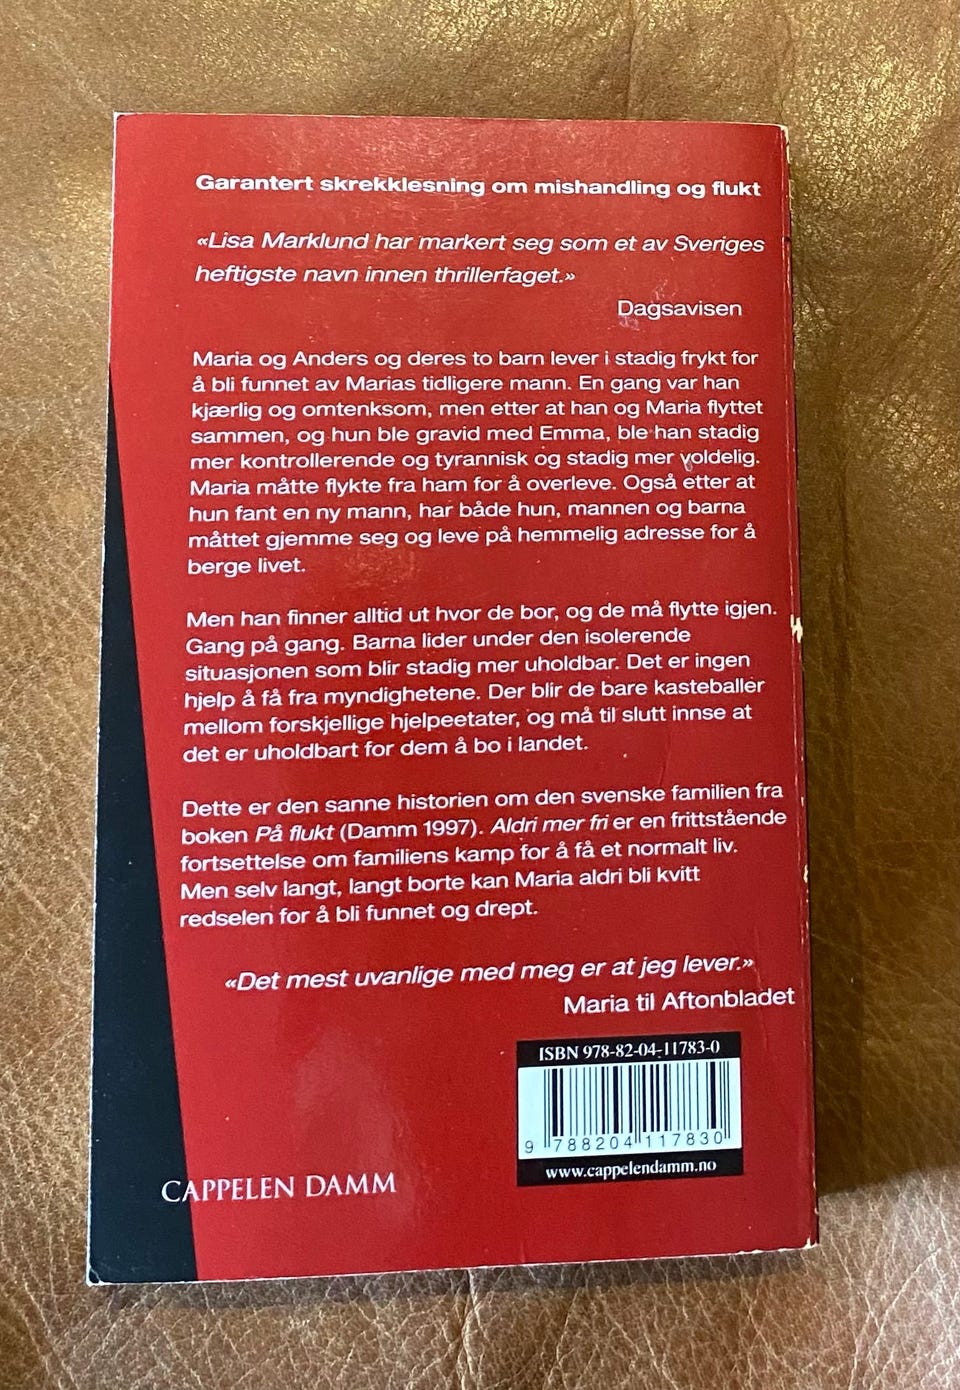 Garantert skrekklesning om mishandling og flukt
«Lisa Marklund har markert seg som et av Sveriges
heftigste navn innen thrillerfaget.»
Dagsavisen
Maria og Anders og deres to barn lever i stadig frykt for
å bli funnet av Marias tidligere mann. En gang var han
kjærlig og omtenksom, men etter at han og Maria flyttet
sammen, og hun ble gravid med Emma, ble han stadig
mer kontrollerende og tyrannisk og stadig mer voldelig.
Maria måtte flykte fra ham for å overleve. Også etter at
hun fant en ny mann, har både hun, mannen og barna
måttet gjemme seg og leve på hemmelig adresse for å
berge livet.
Men han finner alltid ut hvor de bor, og de må flytte igjen.
Gang på gang. Barna lider under den isolerende
situasjonen som blir stadig mer uholdbar. Det er ingen
hjelp å få fra myndighetene. Der blir de bare kasteballer
mellom forskjellige hjelpeetater, og må til slutt innse at
det er uholdbart for dem å bo i landet.
Dette er den sanne historien om den svenske familien fra
boken På flukt (Damm 1997). Aldri mer fri er en frittstående
fortsettelse om familiens kamp for å få et normalt liv.
Men selv langt, langt borte kan Maria aldri bli kvitt
redselen for å bli funnet og drept.
«Det mest uvanlige med meg er at jeg lever.»
Maria til Aftonbladet
ISBN 978-82-04-11783-0
9 788204 117830
www.cappelendamm.no
CAPPELEN DAMM